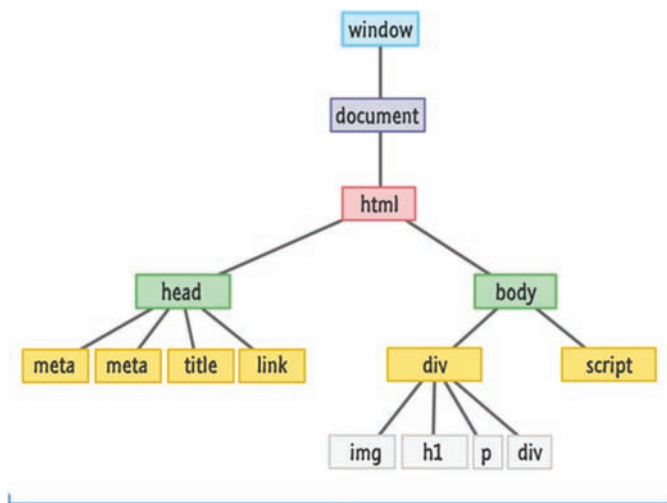 window
document
html
head body
meta meta title link div script
img h1 p div